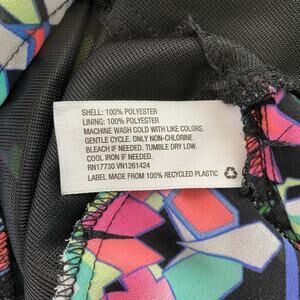 SHELL: 100% POLYESTER
LINING: 100% POLYESTER
MACHINE WASH COLD WITH LIKE COLORS.
GENTLE CYCLE. ONLY NON-CHLORINE
BLEACH IF NEEDED. TUMBLE DRY LOW.
COOL IRON IF NEEDED.
RN17730 VN1261424
LABEL MADE FROM 100% RECYCLED PLASTIC